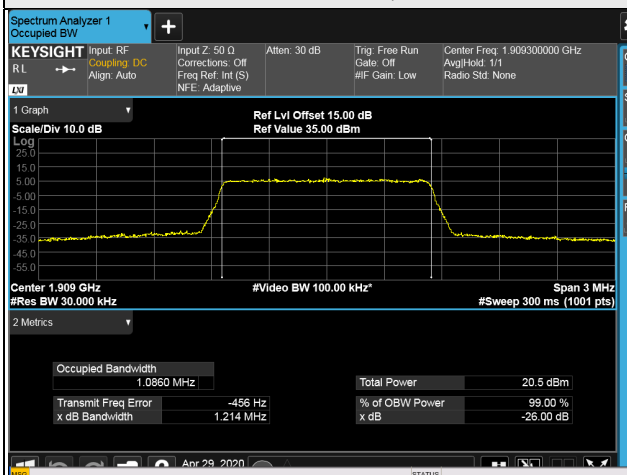 Spectrum Analyzer 1
Occupied BW
KEYSIGHT
RL
LXI
Input: RF
Coupling: DC
Align: Auto
Input Z: 50 Ω
Corrections: Off
Freq Ref: Int (S)
NFE: Adaptive
Atten: 30 dB
Trig: Free Run
Gate: Off
#IF Gain: Low
Center Freq: 1.909300000 GHz
Avg|Hold: 1/1
Radio Std: None
1 Graph
Scale/Div 10.0 dB
Ref Lvl Offset 15.00 dB
Ref Value 35.00 dBm
Log
25.0
15.0
5.00
-5.00
-15.0
-25.0
-35.0
-45.0
-55.0
Center 1.909 GHz
#Res BW 30.000 kHz
#Video BW 100.00 kHz*
Span 3 MHz
#Sweep 300 ms (1001 pts)
2 Metrics
Occupied Bandwidth
1.0860 MHz
Total Power 20.5 dBm
Transmit Freq Error -456 Hz
% of OBW Power 99.00 %
x dB Bandwidth 1.214 MHz
x dB -26.00 dB
Apr 29, 2020
MSG
STATUS